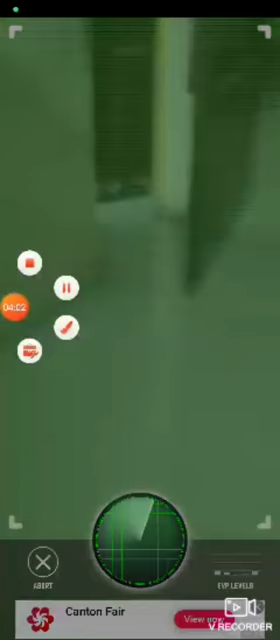 04:02
ABORT
EVP LEVELS
Canton Fair
View now
V RECORDER